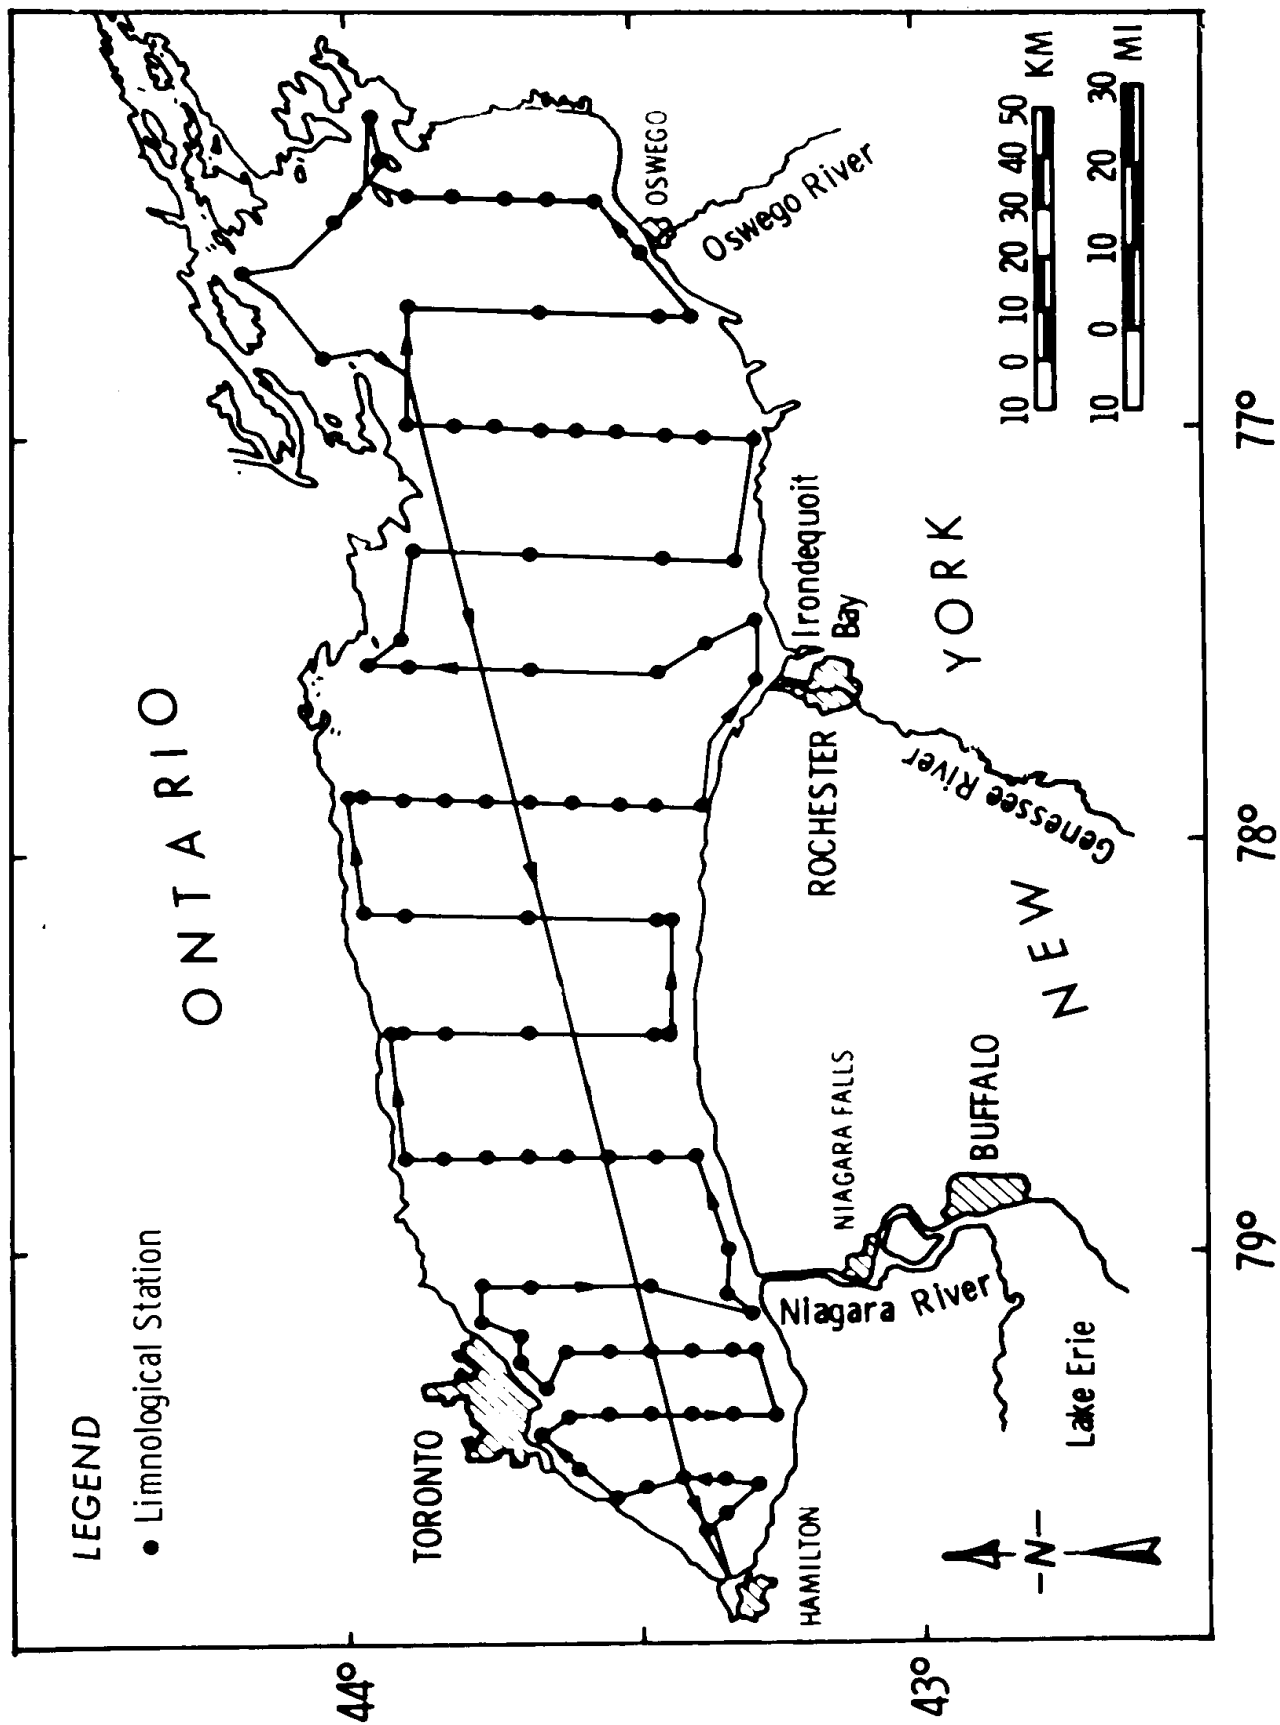 LEGEND
● Limnological Station
ONTARIO
TORONTO
HAMILTON
NIAGARA FALLS
BUFFALO
Niagara River
Lake Erie
ROCHESTER
Irondequoit
Bay
Genessee River
NEW YORK
OSWEGO
Oswego River
10 0 10 20 30 40 50 KM
10 0 10 20 30 MI
-N-
44°
43°
79°
78°
77°